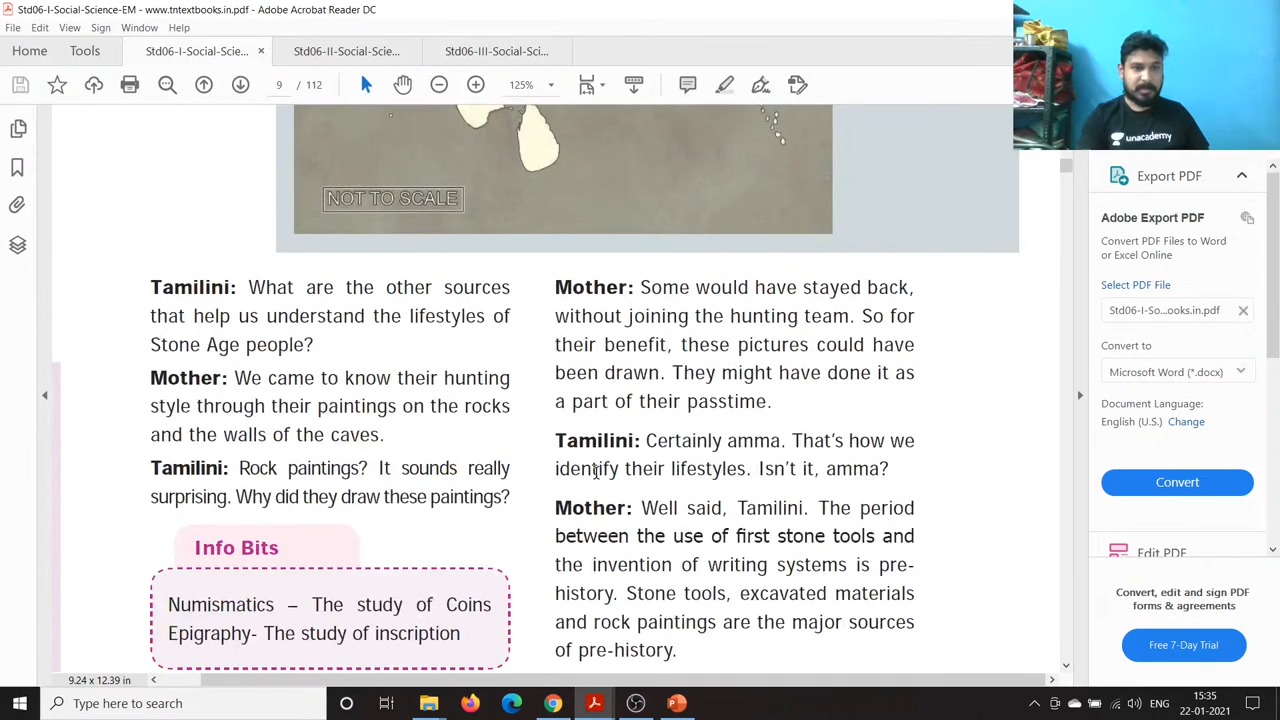 Std06-I-Social-Science-EM - www.tntextbooks.in.pdf - Adobe Acrobat Reader DC
File Edit View Sign Window Help
Home Tools Std06-I-Social-Scie... × Std06-II-Social-Scie... Std06-III-Social-Sci...
9 / 112 125%
unacademy
NOT TO SCALE
Tamilini: What are the other sources
that help us understand the lifestyles of
Stone Age people?
Mother: We came to know their hunting
style through their paintings on the rocks
and the walls of the caves.
Tamilini: Rock paintings? It sounds really
surprising. Why did they draw these paintings?
Info Bits
Numismatics – The study of Coins
Epigraphy- The study of inscription
Mother: Some would have stayed back,
without joining the hunting team. So for
their benefit, these pictures could have
been drawn. They might have done it as
a part of their passtime.
Tamilini: Certainly amma. That’s how we
identify their lifestyles. Isn’t it, amma?
Mother: Well said, Tamilini. The period
between the use of first stone tools and
the invention of writing systems is pre-
history. Stone tools, excavated materials
and rock paintings are the major sources
of pre-history.
Export PDF
Adobe Export PDF
Convert PDF Files to Word
or Excel Online
Select PDF File
Std06-I-So...ooks.in.pdf ×
Convert to
Microsoft Word (*.docx)
Document Language:
English (U.S.) Change
Convert
Edit PDF
Convert, edit and sign PDF
forms & agreements
Free 7-Day Trial
9.24 x 12.39 in
Type here to search
ENG
15:35
22-01-2021